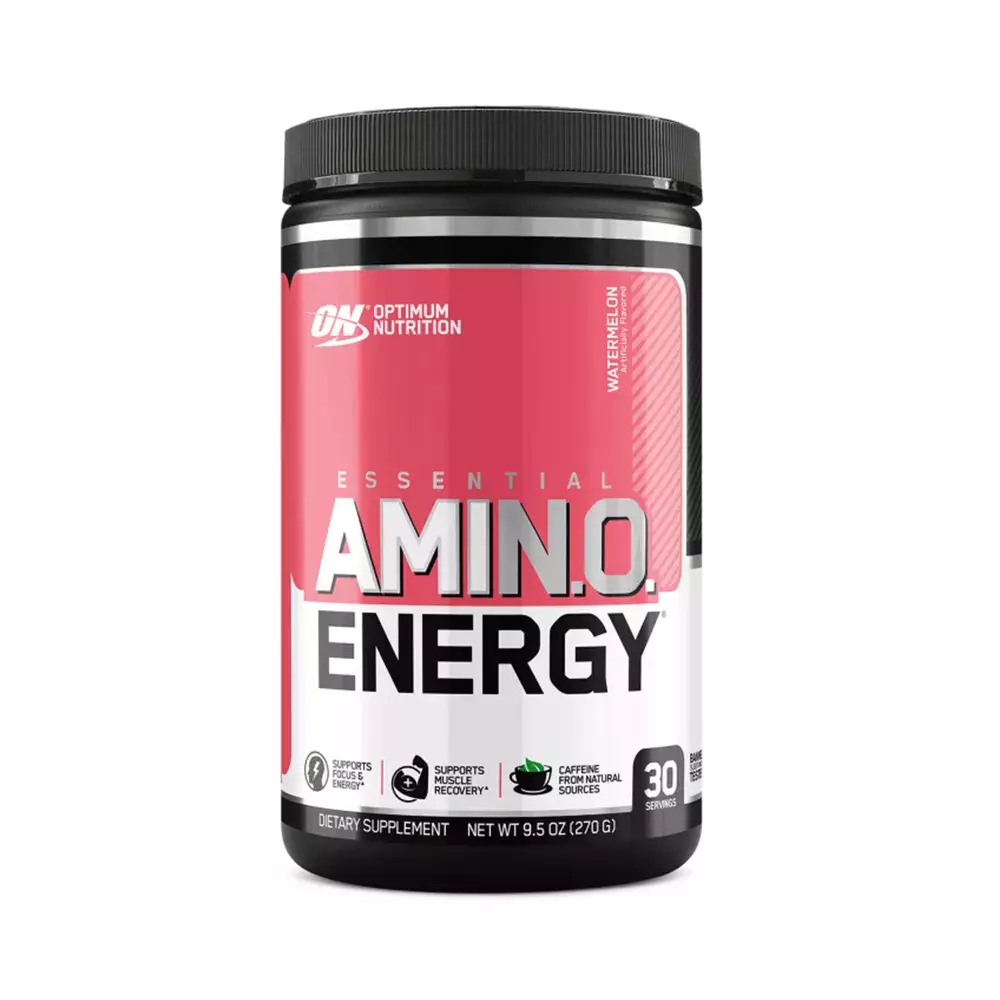 ON® OPTIMUM
NUTRITION
WATERMELON
Artificially Flavored
ESSENTIAL
AMIN.O.
ENERGY®
SUPPORTS
FOCUS &
ENERGY▲
SUPPORTS
MUSCLE
RECOVERY▲
CAFFEINE
FROM NATURAL
SOURCES
30
SERVINGS
DIETARY SUPPLEMENT NET WT 9.5 OZ (270 G)